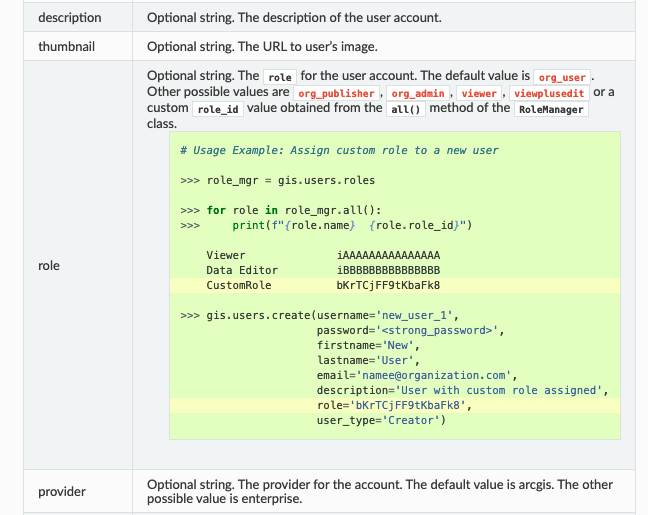 description
Optional string. The description of the user account.
thumbnail
Optional string. The URL to user’s image.
role
Optional string. The role for the user account. The default value is org_user.
Other possible values are org_publisher, org_admin, viewer, viewplusedit or a
custom role_id value obtained from the all() method of the RoleManager
class.
# Usage Example: Assign custom role to a new user
>>> role_mgr = gis.users.roles
>>> for role in role_mgr.all():
>>>     print(f"{role.name}  {role.role_id}")
Viewer              iAAAAAAAAAAAAAAA
Data Editor         iBBBBBBBBBBBBBBB
CustomRole          bKrTCjFF9tKbaFk8
>>> gis.users.create(username='new_user_1',
password='<strong_password>',
firstname='New',
lastname='User',
email='namee@organization.com',
description='User with custom role assigned',
role='bKrTCjFF9tKbaFk8',
user_type='Creator')
provider
Optional string. The provider for the account. The default value is arcgis. The other
possible value is enterprise.